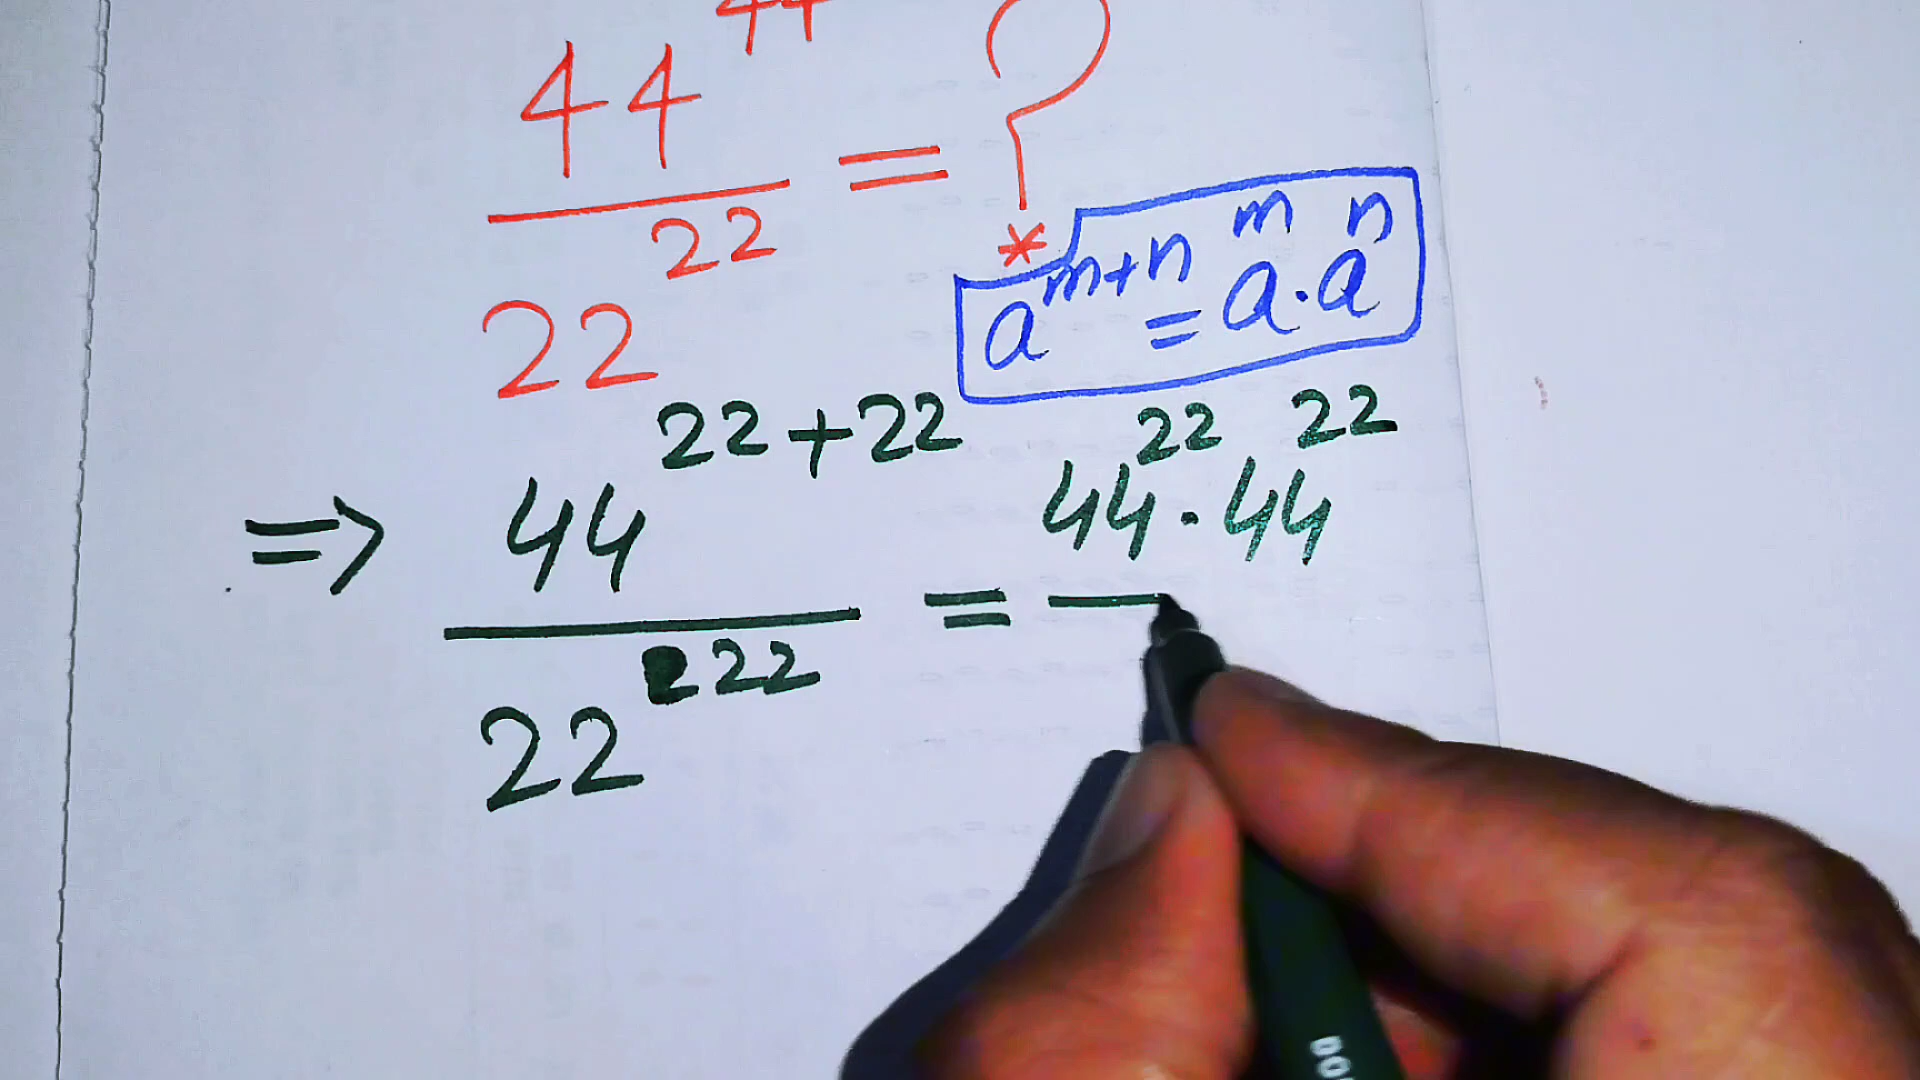 44^44 / 22^22 = ?
* a^m+n = a^m · a^n
=> 44^22+22 / 22^22 = 44^22 · 44^22